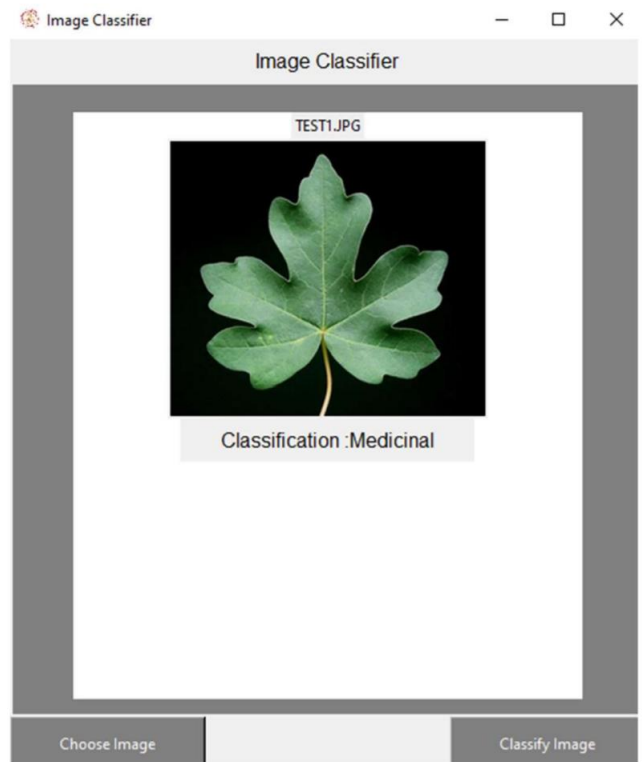 Image Classifier
Image Classifier
TEST1.JPG
Classification :Medicinal
Choose Image
Classify Image